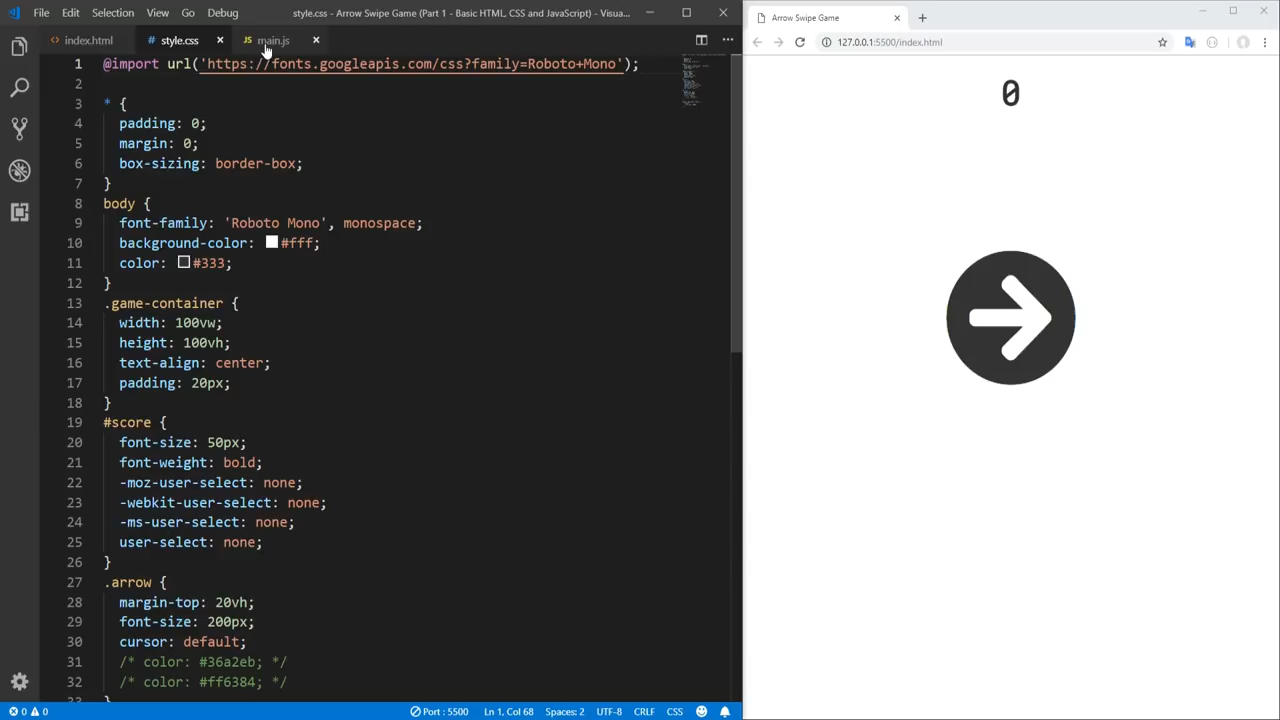 File Edit Selection View Go Debug
style.css - Arrow Swipe Game (Part 1 - Basic HTML, CSS and JavaScript) - Visua...
<> index.html # style.css × JS main.js ×
1 @import url('https://fonts.googleapis.com/css?family=Roboto+Mono');
2
3 * {
4 padding: 0;
5 margin: 0;
6 box-sizing: border-box;
7 }
8 body {
9 font-family: 'Roboto Mono', monospace;
10 background-color: #fff;
11 color: #333;
12 }
13 .game-container {
14 width: 100vw;
15 height: 100vh;
16 text-align: center;
17 padding: 20px;
18 }
19 #score {
20 font-size: 50px;
21 font-weight: bold;
22 -moz-user-select: none;
23 -webkit-user-select: none;
24 -ms-user-select: none;
25 user-select: none;
26 }
27 .arrow {
28 margin-top: 20vh;
29 font-size: 200px;
30 cursor: default;
31 /* color: #36a2eb; */
32 /* color: #ff6384; */
33 }
0 0 Port : 5500 Ln 1, Col 68 Spaces: 2 UTF-8 CRLF CSS
Arrow Swipe Game
127.0.0.1:5500/index.html
0